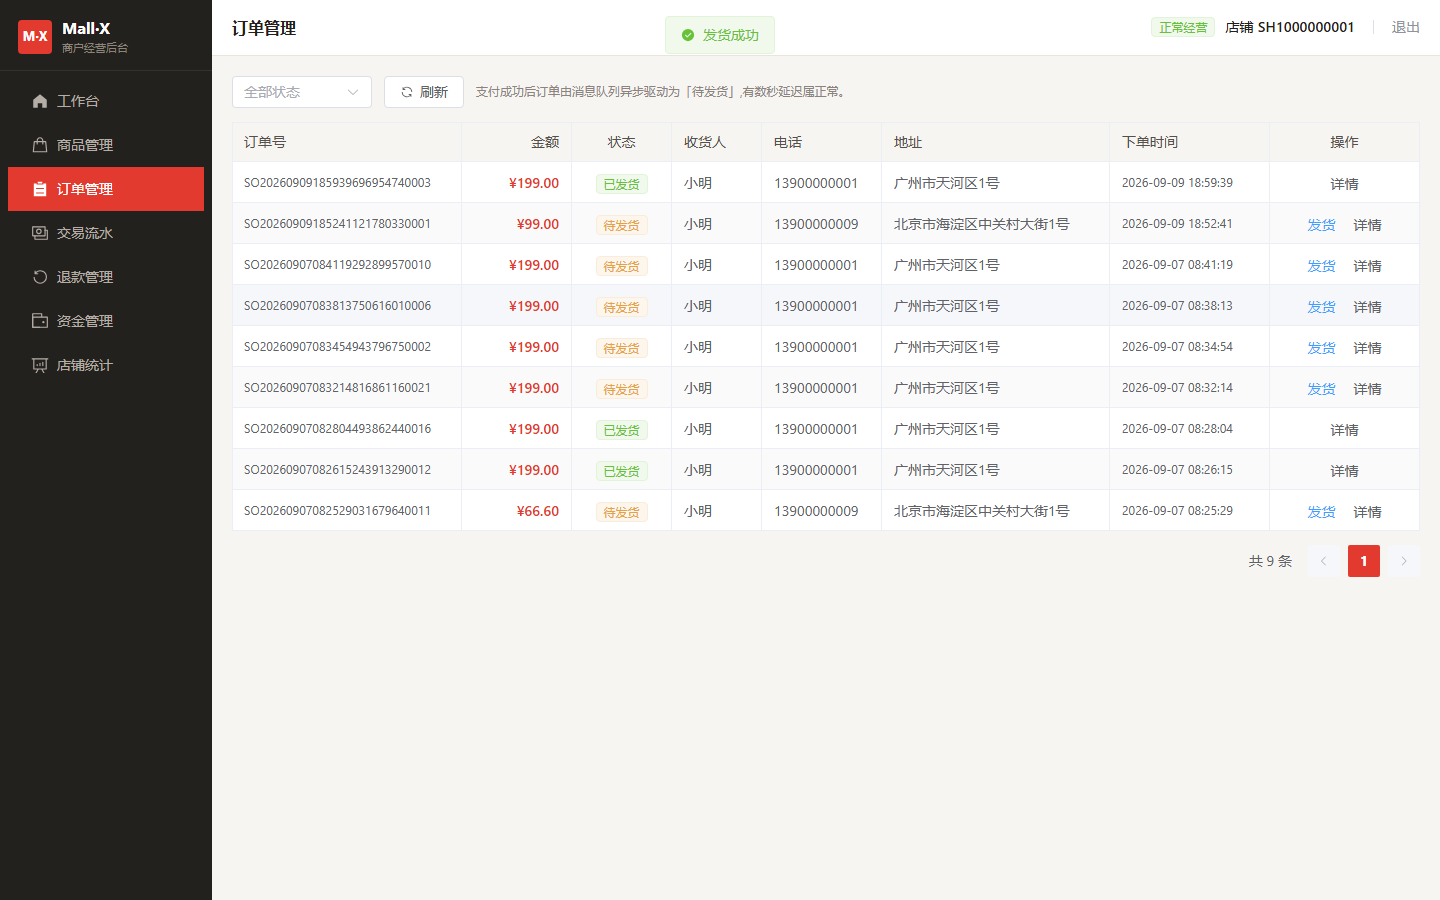 M·X
Mall·X
商户经营后台
工作台
商品管理
订单管理
交易流水
退款管理
资金管理
店铺统计
订单管理
发货成功
正常经营 店铺 SH1000000001 退出
全部状态 刷新 支付成功后订单由消息队列异步驱动为「待发货」,有数秒延迟属正常。
订单号 金额 状态 收货人 电话 地址 下单时间 操作
SO20260909185939696954740003 ¥199.00 已发货 小明 13900000001 广州市天河区1号 2026-09-09 18:59:39 详情
SO20260909185241121780330001 ¥99.00 待发货 小明 13900000009 北京市海淀区中关村大街1号 2026-09-09 18:52:41 发货 详情
SO20260907084119292899570010 ¥199.00 待发货 小明 13900000001 广州市天河区1号 2026-09-07 08:41:19 发货 详情
SO20260907083813750616010006 ¥199.00 待发货 小明 13900000001 广州市天河区1号 2026-09-07 08:38:13 发货 详情
SO20260907083454943796750002 ¥199.00 待发货 小明 13900000001 广州市天河区1号 2026-09-07 08:34:54 发货 详情
SO20260907083214816861160021 ¥199.00 待发货 小明 13900000001 广州市天河区1号 2026-09-07 08:32:14 发货 详情
SO20260907082804493862440016 ¥199.00 已发货 小明 13900000001 广州市天河区1号 2026-09-07 08:28:04 详情
SO20260907082615243913290012 ¥199.00 已发货 小明 13900000001 广州市天河区1号 2026-09-07 08:26:15 详情
SO20260907082529031679640011 ¥66.60 待发货 小明 13900000009 北京市海淀区中关村大街1号 2026-09-07 08:25:29 发货 详情
共 9 条 1